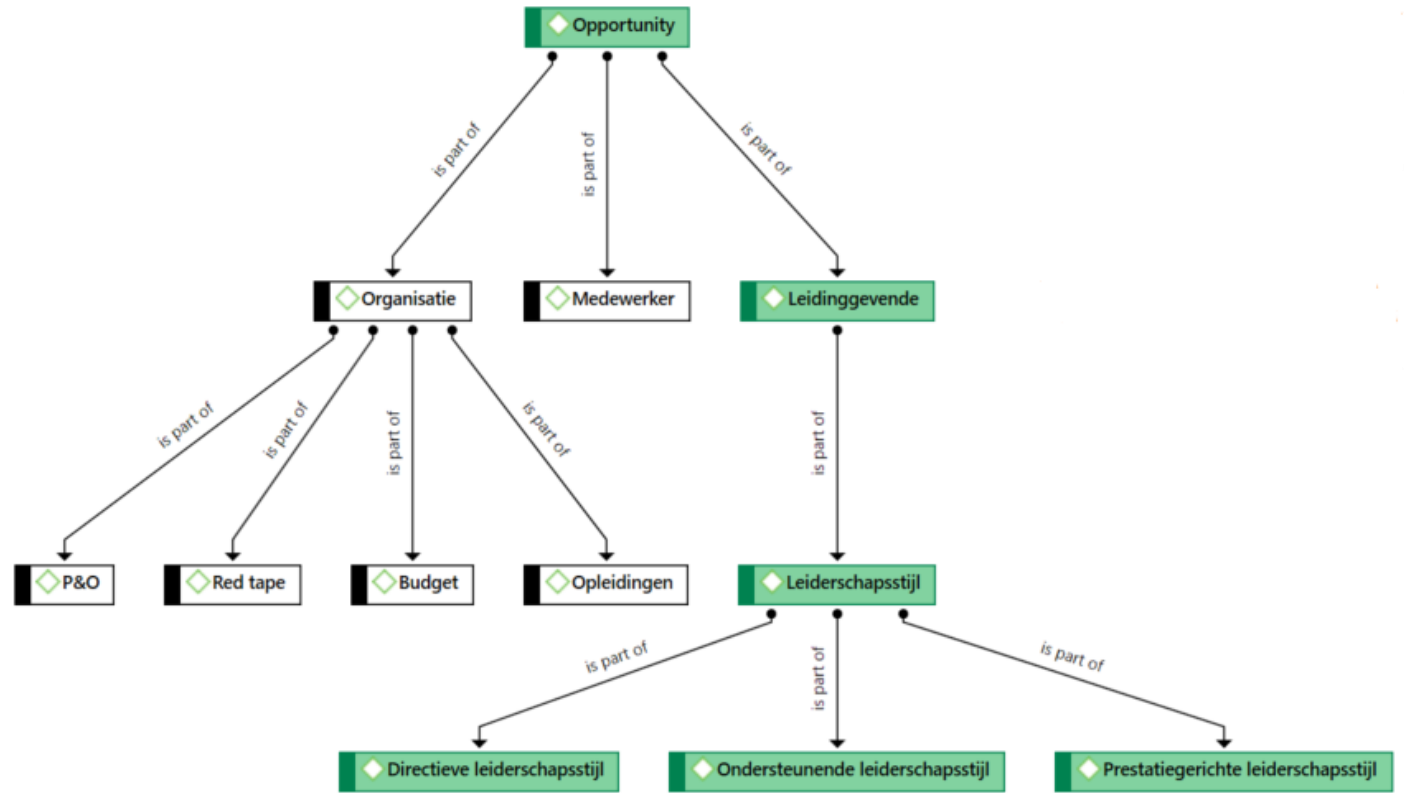 Opportunity
is part of
is part of
is part of
Organisatie
Medewerker
Leidinggevende
is part of
is part of
is part of
is part of
is part of
P&O
Red tape
Budget
Opleidingen
Leiderschapsstijl
is part of
is part of
is part of
Directieve leiderschapsstijl
Ondersteunende leiderschapsstijl
Prestatiegerichte leiderschapsstijl